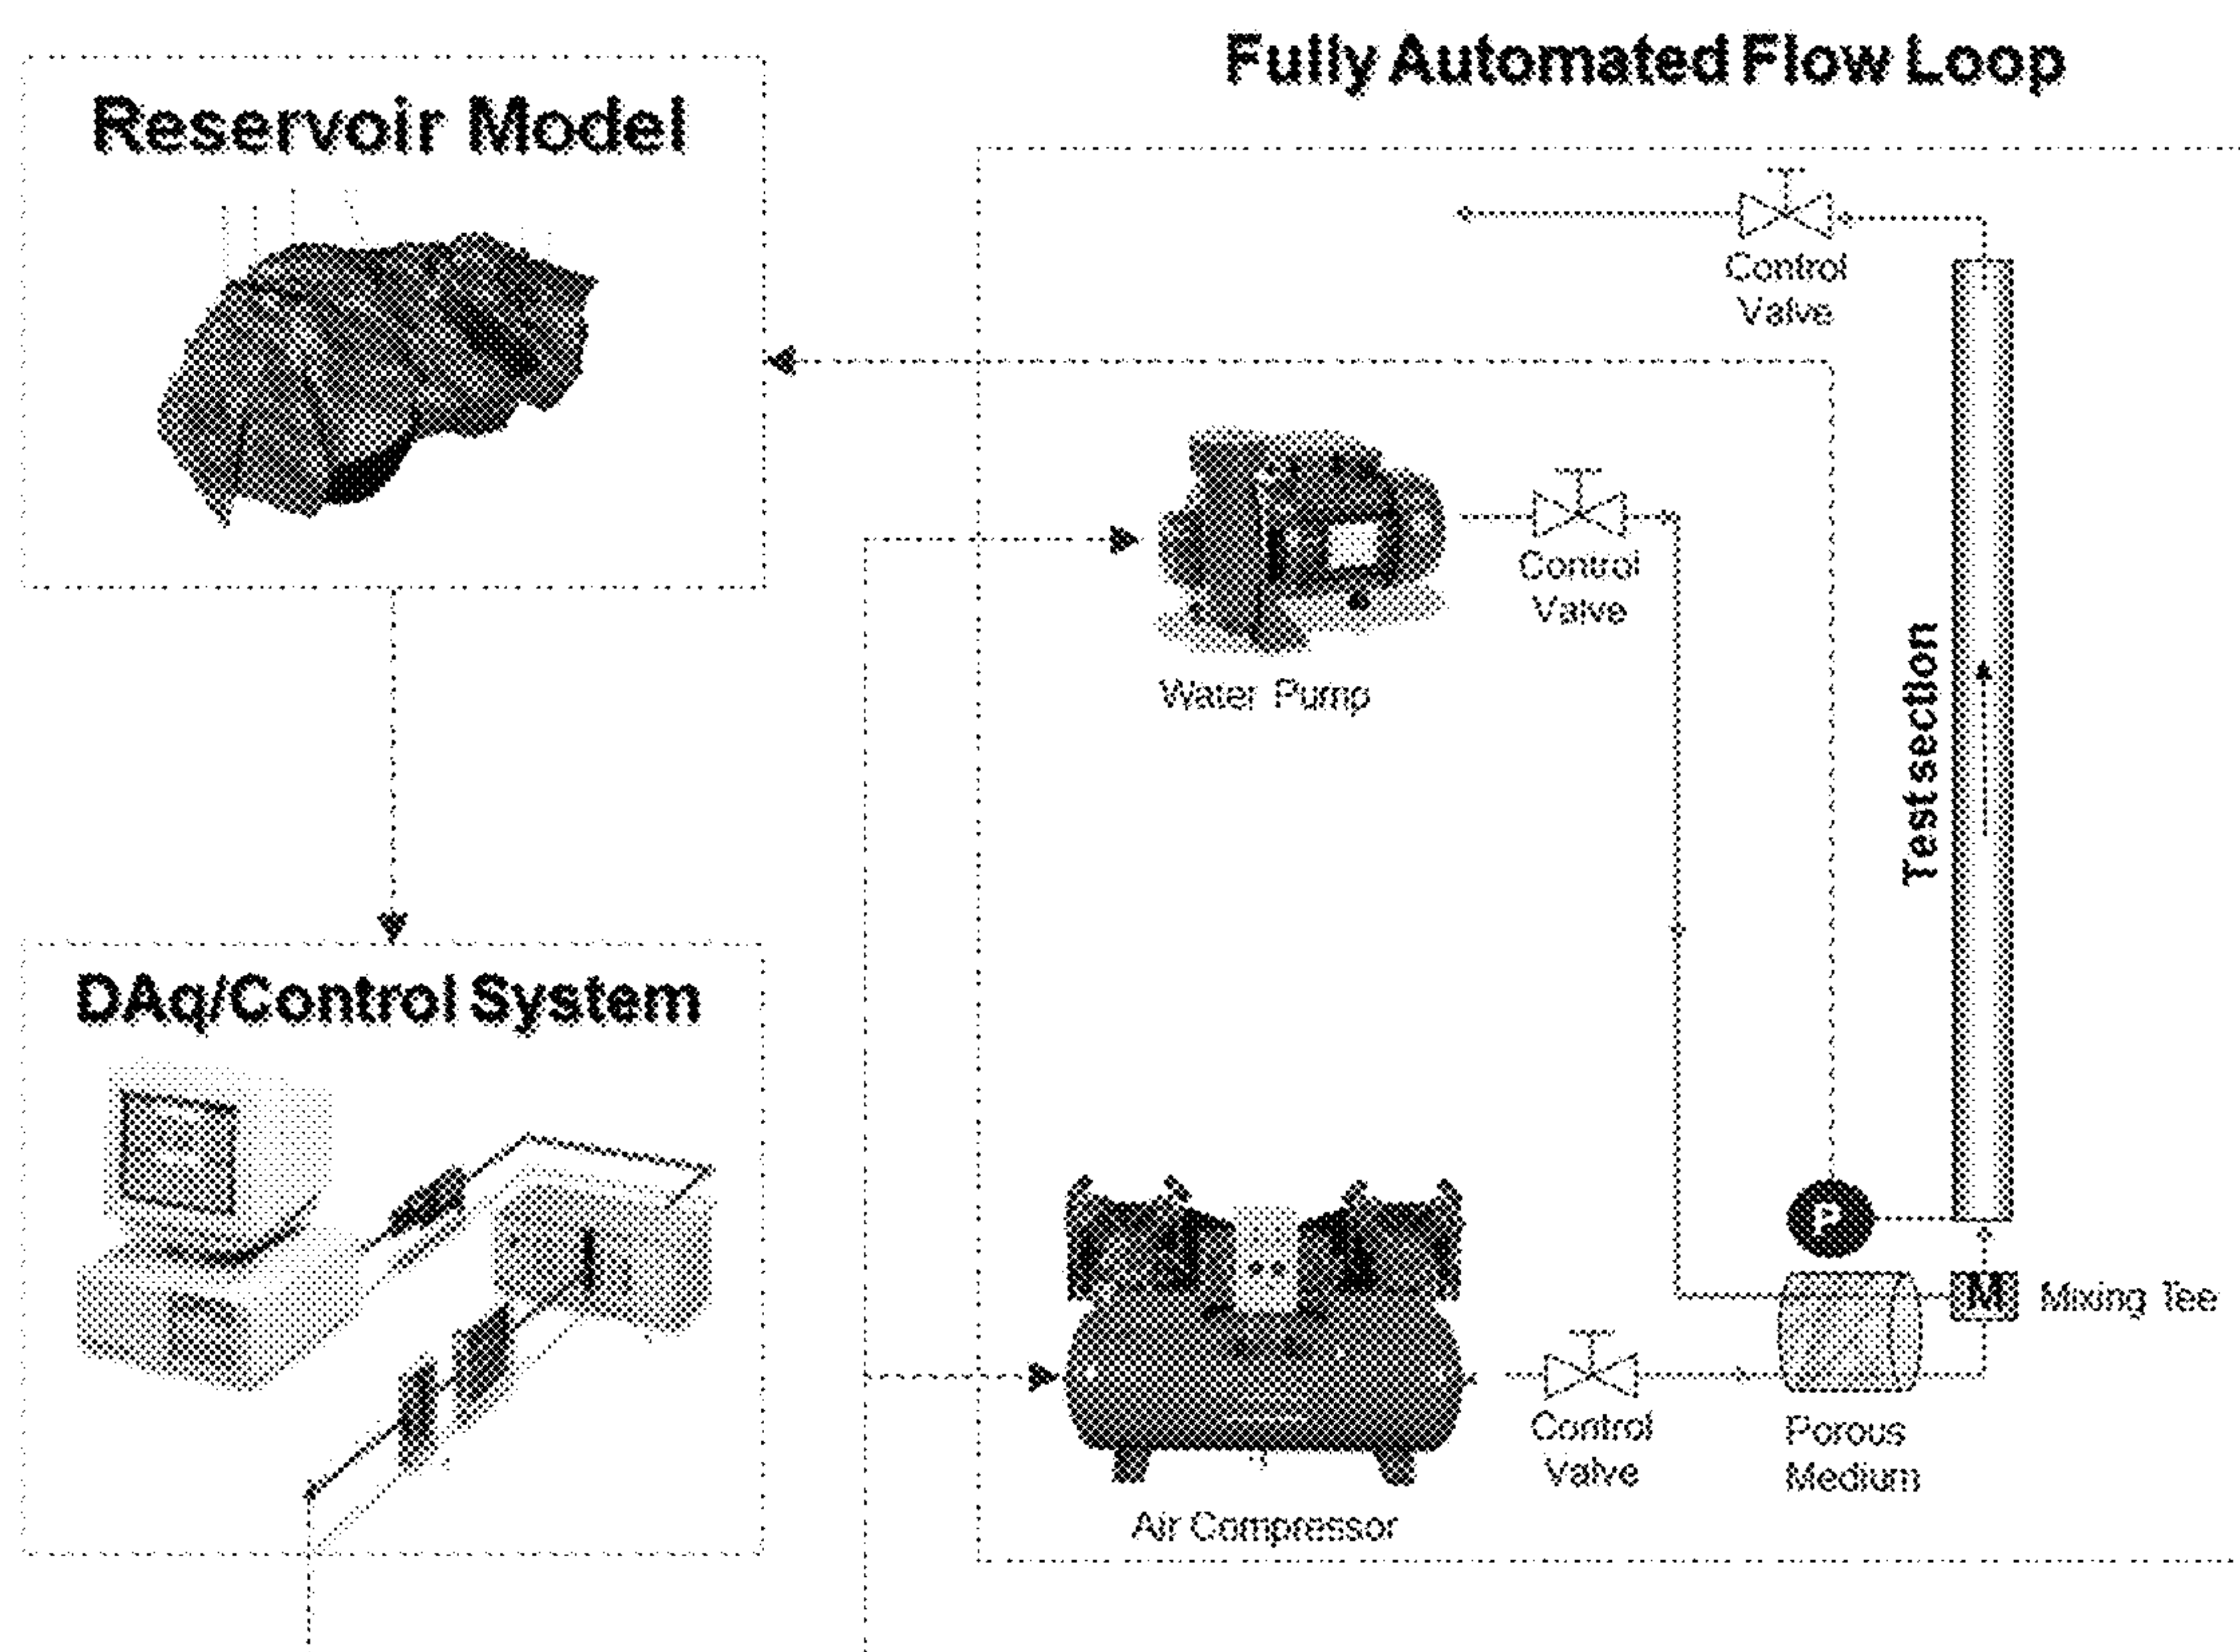 Fully Automated Flow Loop
Reservoir Model
Control
Valve
Control
Valve
Water Pump
Test section
DAq/Control System
P
M Mixing Tee
Control
Valve
Porous
Medium
Air Compressor